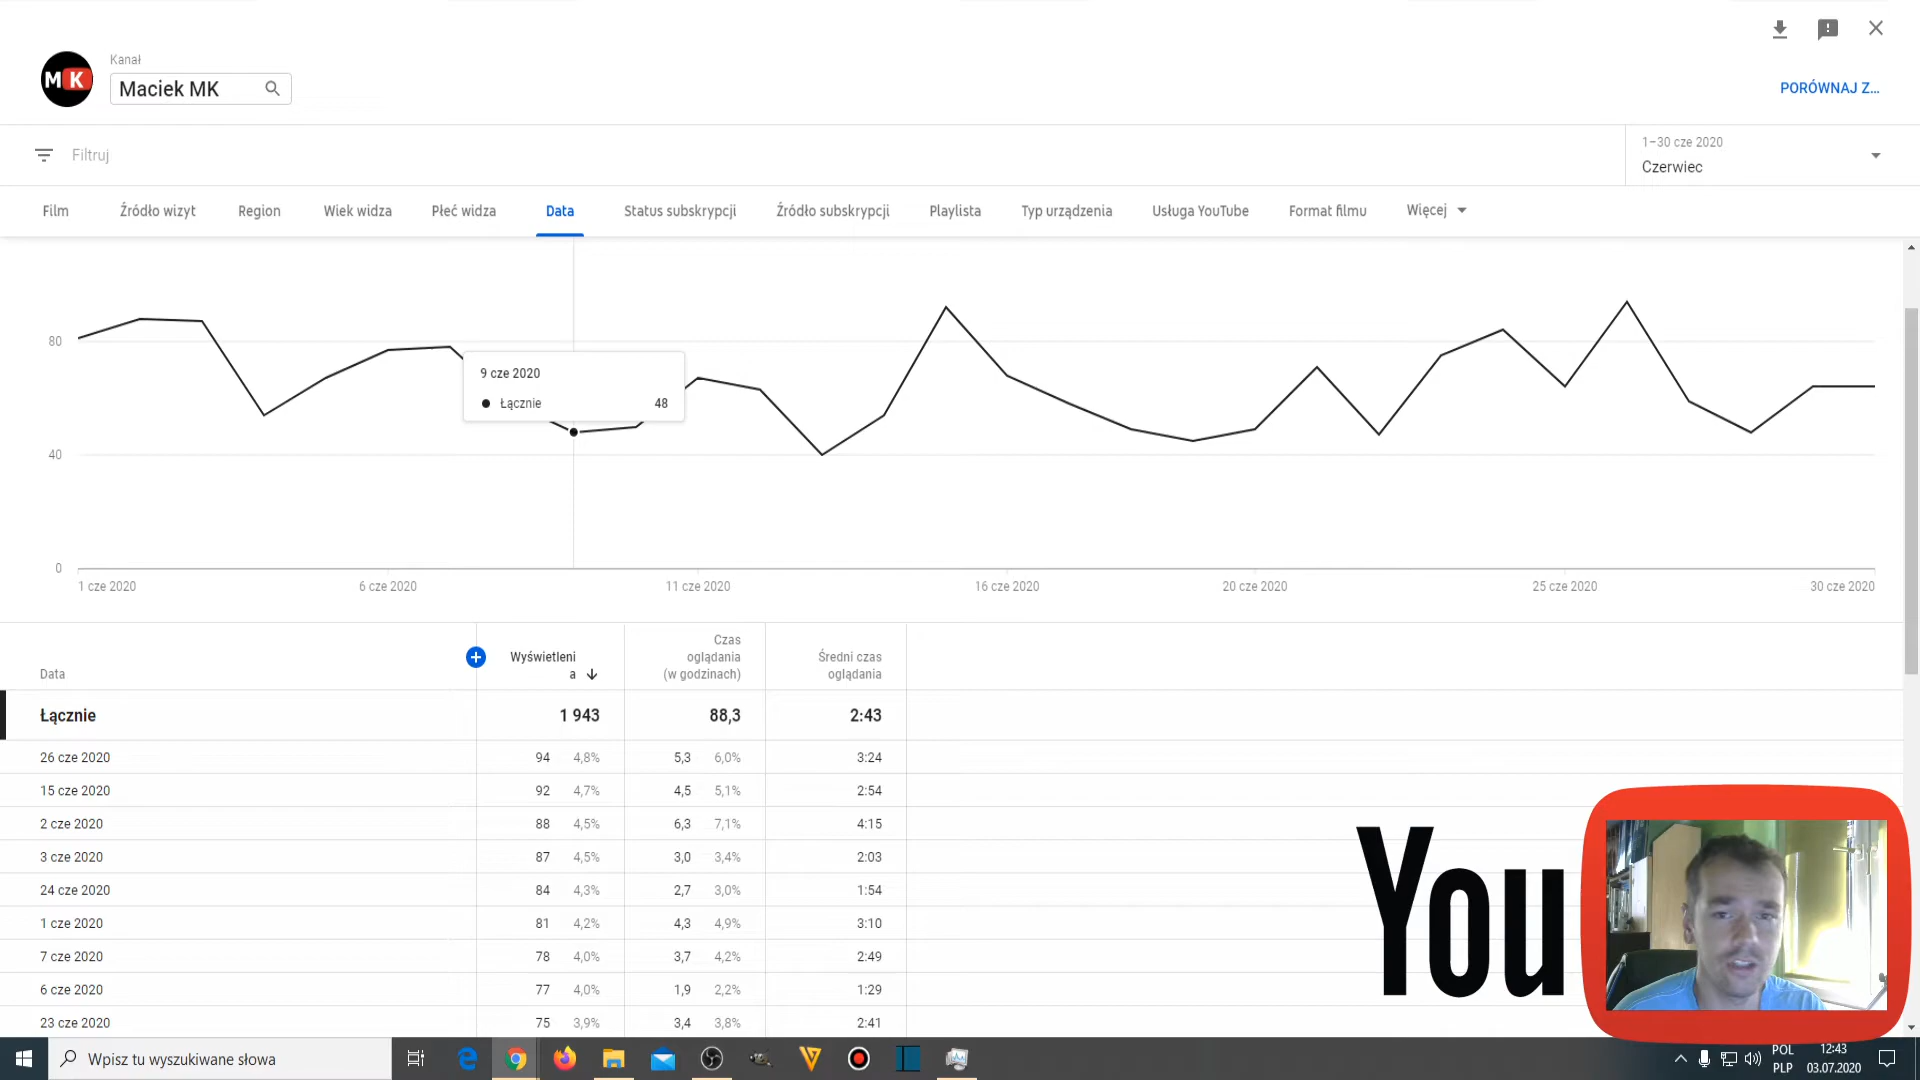 Kanał
MK
Maciek MK
PORÓWNAJ Z...
Filtruj
1–30 cze 2020
Czerwiec
Film Źródło wizyt Region Wiek widza Płeć widza Data Status subskrypcji Źródło subskrypcji Playlista Typ urządzenia Usługa YouTube Format filmu Więcej
80
9 cze 2020
Łącznie 48
40
0
1 cze 2020 6 cze 2020 11 cze 2020 16 cze 2020 20 cze 2020 25 cze 2020 30 cze 2020
Data
Wyświetleni
a
Czas
oglądania
(w godzinach)
Średni czas
oglądania
Łącznie 1 943 88,3 2:43
26 cze 2020 94 4,8% 5,3 6,0% 3:24
15 cze 2020 92 4,7% 4,5 5,1% 2:54
2 cze 2020 88 4,5% 6,3 7,1% 4:15
3 cze 2020 87 4,5% 3,0 3,4% 2:03
24 cze 2020 84 4,3% 2,7 3,0% 1:54
1 cze 2020 81 4,2% 4,3 4,9% 3:10
7 cze 2020 78 4,0% 3,7 4,2% 2:49
6 cze 2020 77 4,0% 1,9 2,2% 1:29
23 cze 2020 75 3,9% 3,4 3,8% 2:41
You
Wpisz tu wyszukiwane słowa
POL
PLP
12:43
03.07.2020